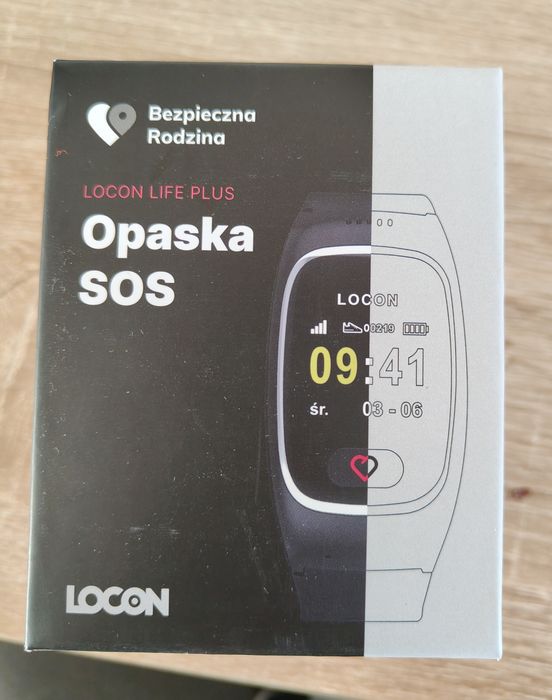 Bezpieczna
Rodzina
LOCON LIFE PLUS
Opaska
SOS
LOCON
00219
09:41
śr. 03 - 06
LOCON